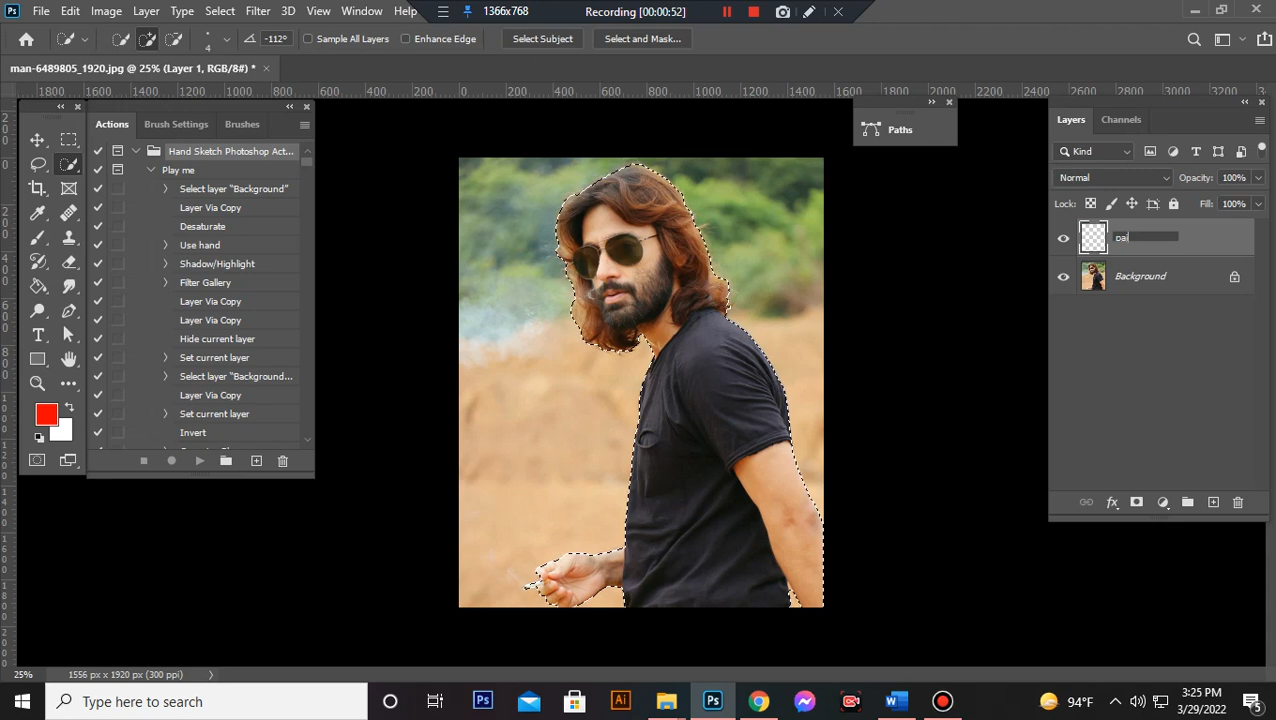 File Edit Image Layer Type Select Filter 3D View Window Help
1366x768 Recording [00:00:52]
4 -112° Sample All Layers Enhance Edge Select Subject Select and Mask...
man-6489805_1920.jpg @ 25% (Layer 1, RGB/8#) * ×
1800 1600 1400 1200 1000 800 600 400 200 0 200 400 600 800 1000 1200 1400 1600 1800 2000 2200 2400 2600 2800 3000 3200
Actions Brush Settings Brushes
Hand Sketch Photoshop Act...
Play me
Select layer "Background"
Layer Via Copy
Desaturate
Use hand
Shadow/Highlight
Filter Gallery
Layer Via Copy
Layer Via Copy
Hide current layer
Set current layer
Select layer "Background...
Layer Via Copy
Set current layer
Invert
Paths
Layers Channels
Kind
Normal Opacity: 100%
Lock: Fill: 100%
pai
Background
25% 1556 px x 1920 px (300 ppi)
Type here to search
94°F
3:25 PM
3/29/2022
5